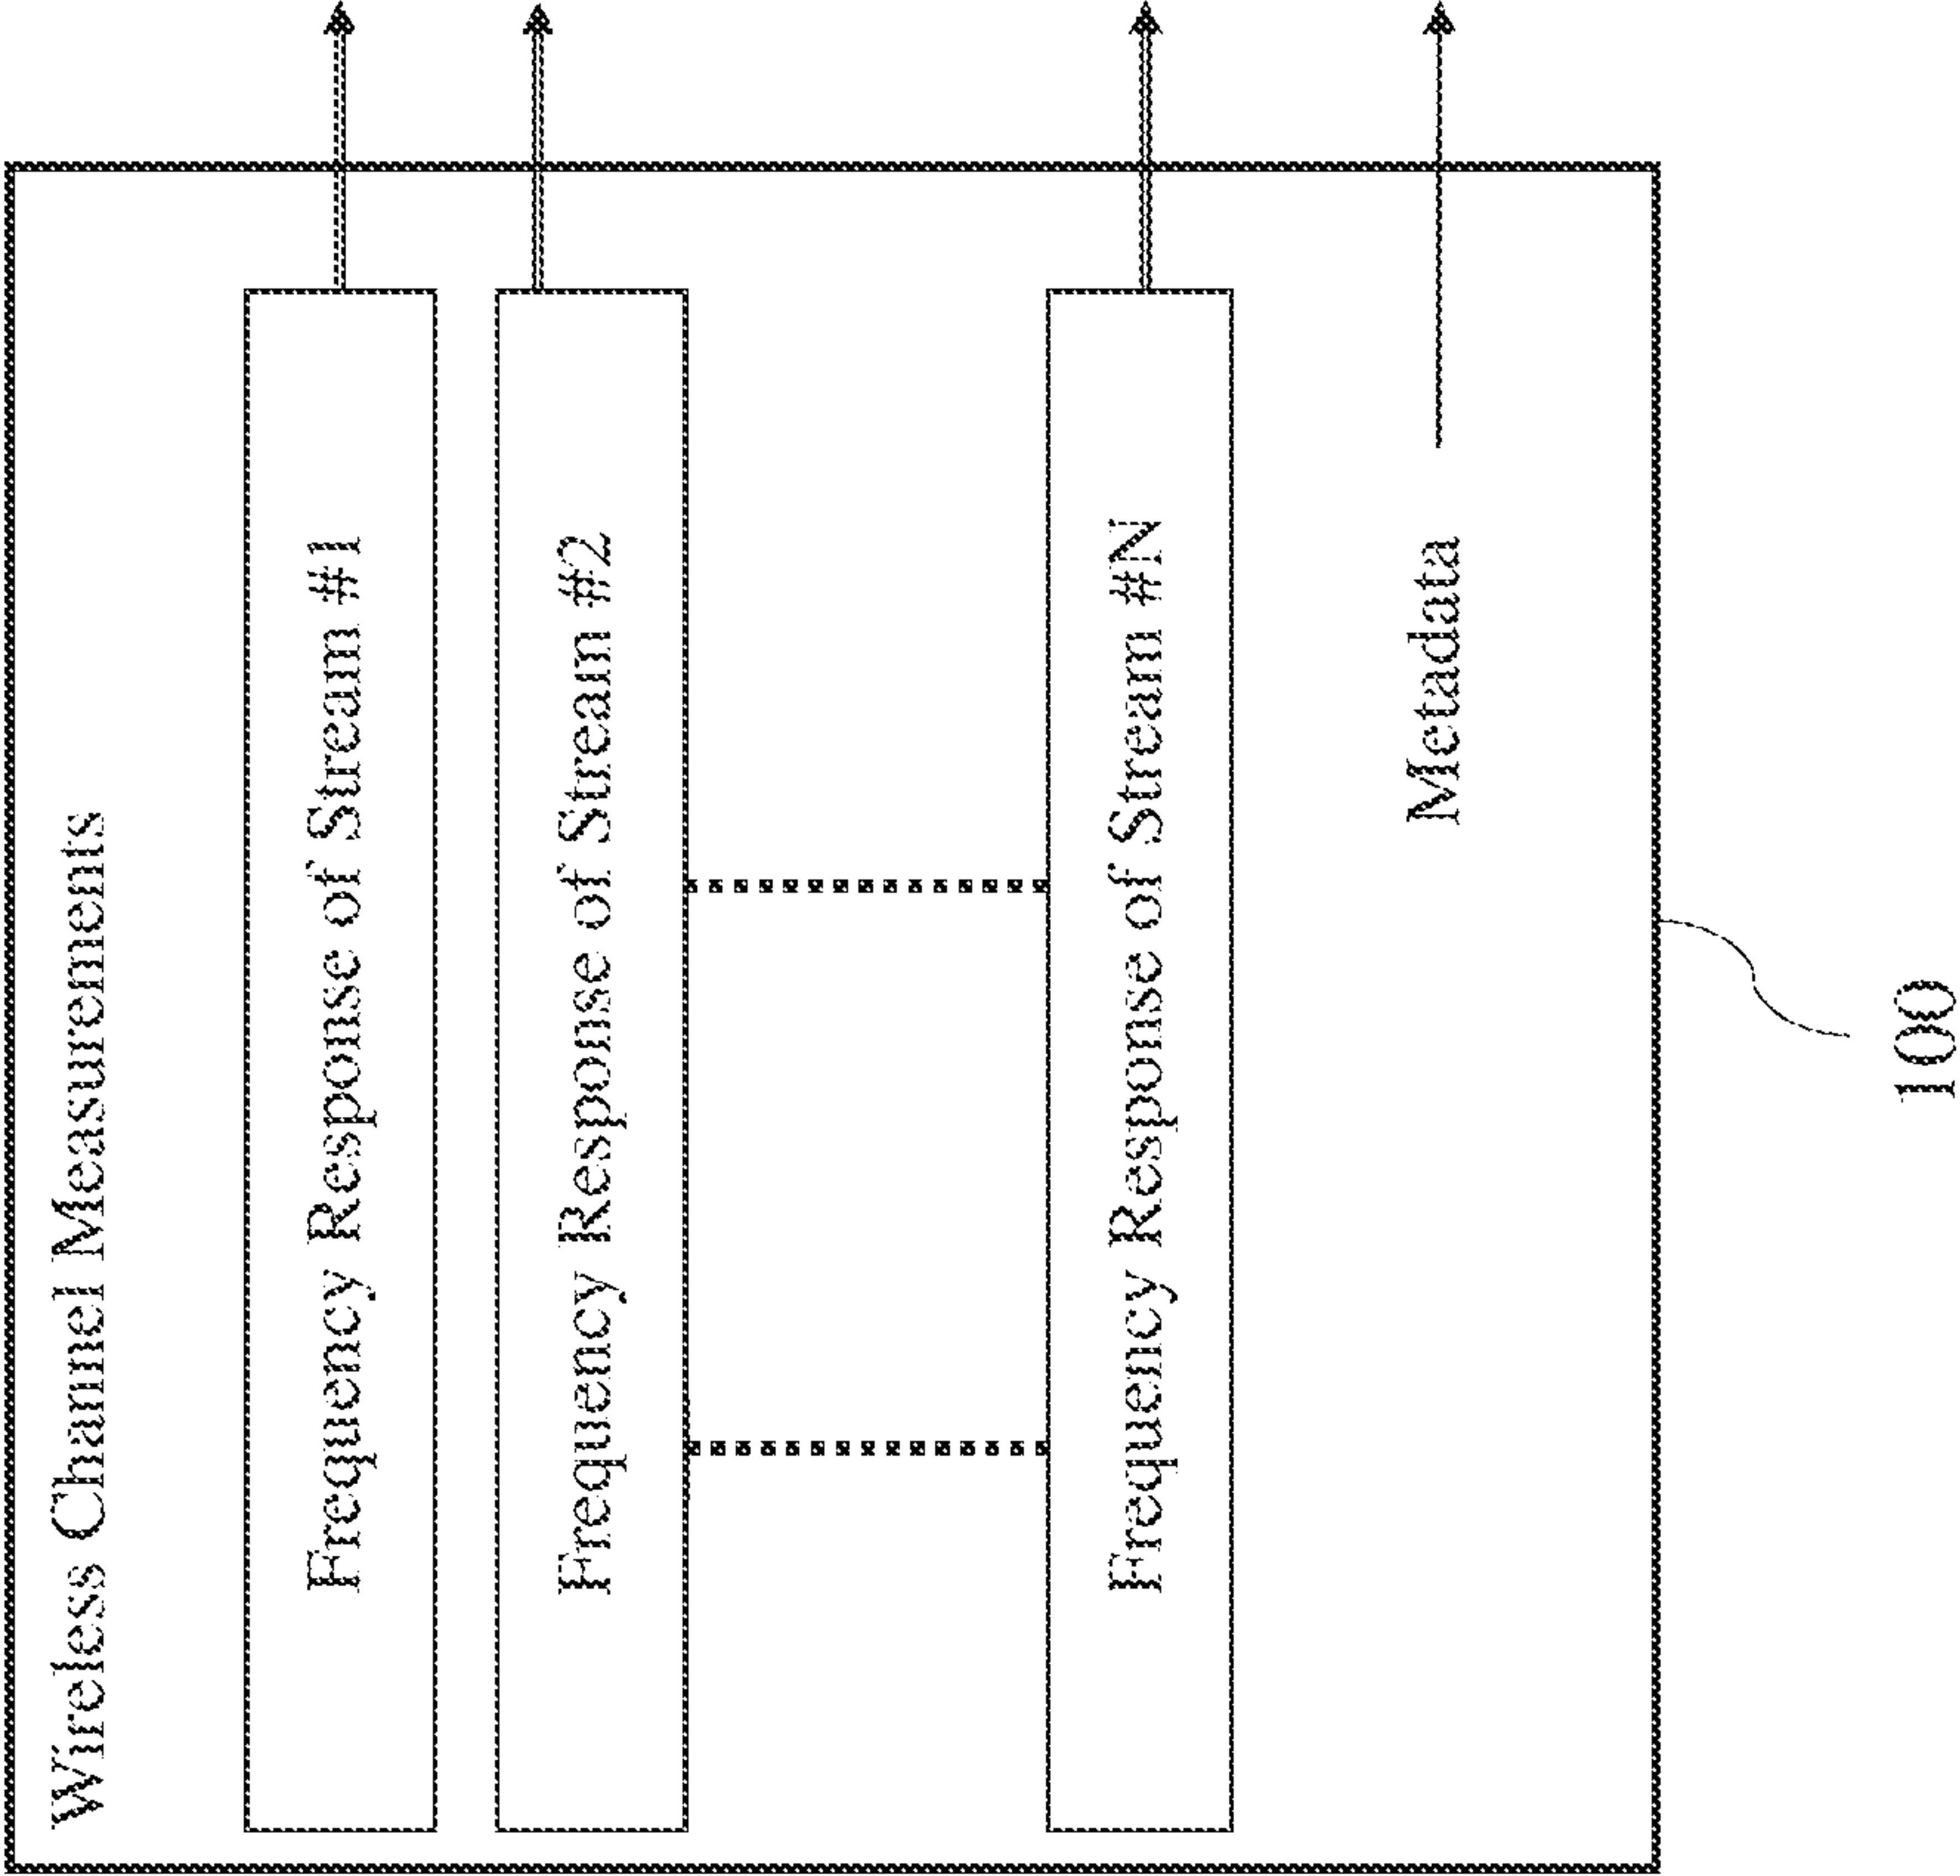 Wireless Channel Measurements
Frequency Response of Stream #1
Frequency Response of Stream #2
Frequency Response of Stream #N
Metadata
100